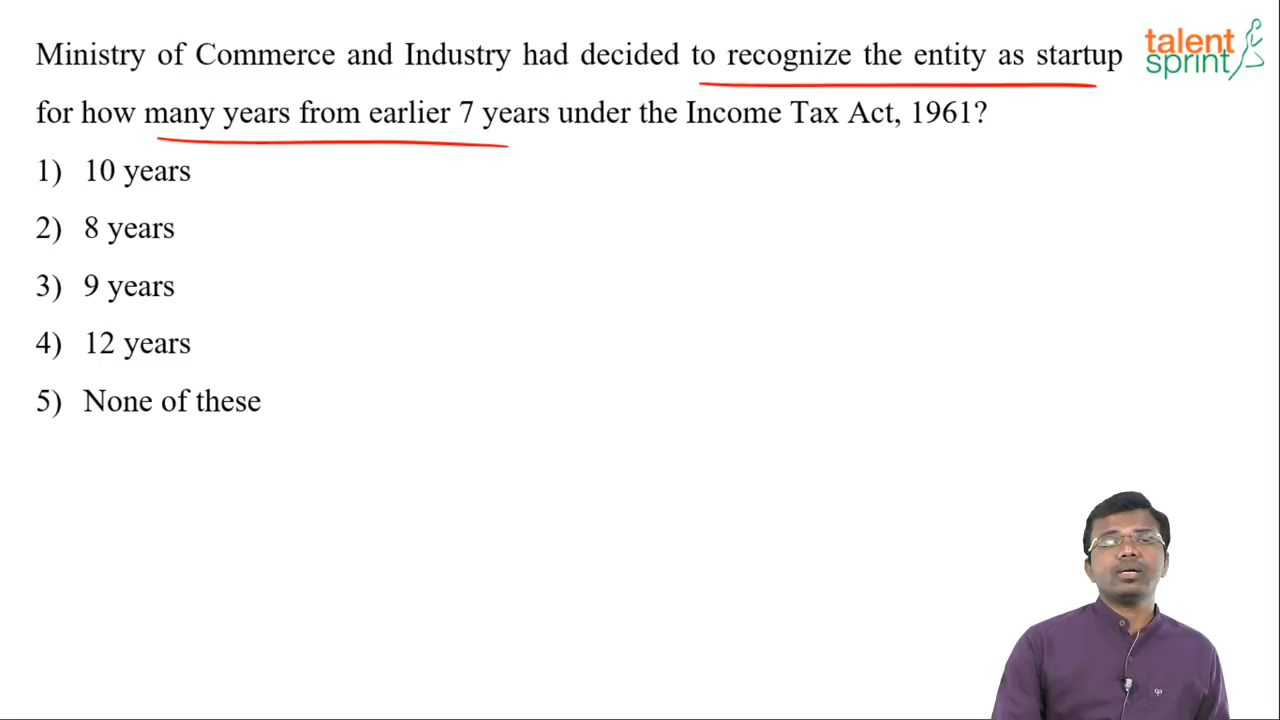 Ministry of Commerce and Industry had decided to recognize the entity as startup
for how many years from earlier 7 years under the Income Tax Act, 1961?
1) 10 years
2) 8 years
3) 9 years
4) 12 years
5) None of these
talent
sprint